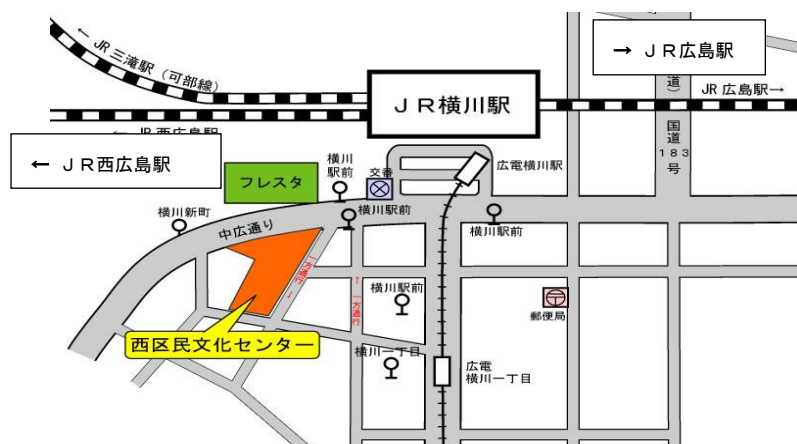 ← JR 三滝駅（可部線）
→ ＪＲ広島駅
道）
ＪＲ横川駅
JR 広島駅→
国道
183
号
← JR 西広島駅
← ＪＲ西広島駅
横川
駅前
交番
広電横川駅
フレスタ
横川新町
中広通り
横川駅前
横川駅前
一方通行 →
↑ 一方通行
横川駅前
〒
郵便局
西区民文化センター
横川一丁目
広電
横川一丁目